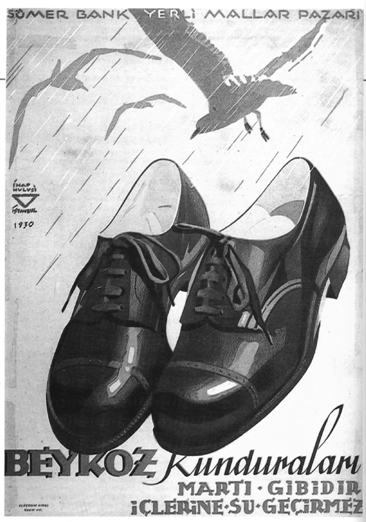 SÜMER BANK YERLİ MALLAR PAZARI
İHAP
HULUSİ
İSTANBUL
1930
BEYKOZ Kunduraları
MARTI · GİBİDİR
İÇLERİNE · SU · GEÇİRMEZ